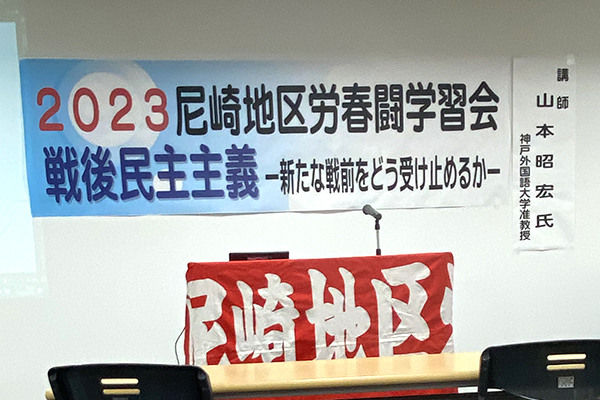 2023尼崎地区労春闘学習会
戦後民主主義 ー新たな戦前をどう受け止めるかー
講師
山本昭宏氏
神戸外国語大学准教授
尼崎地区